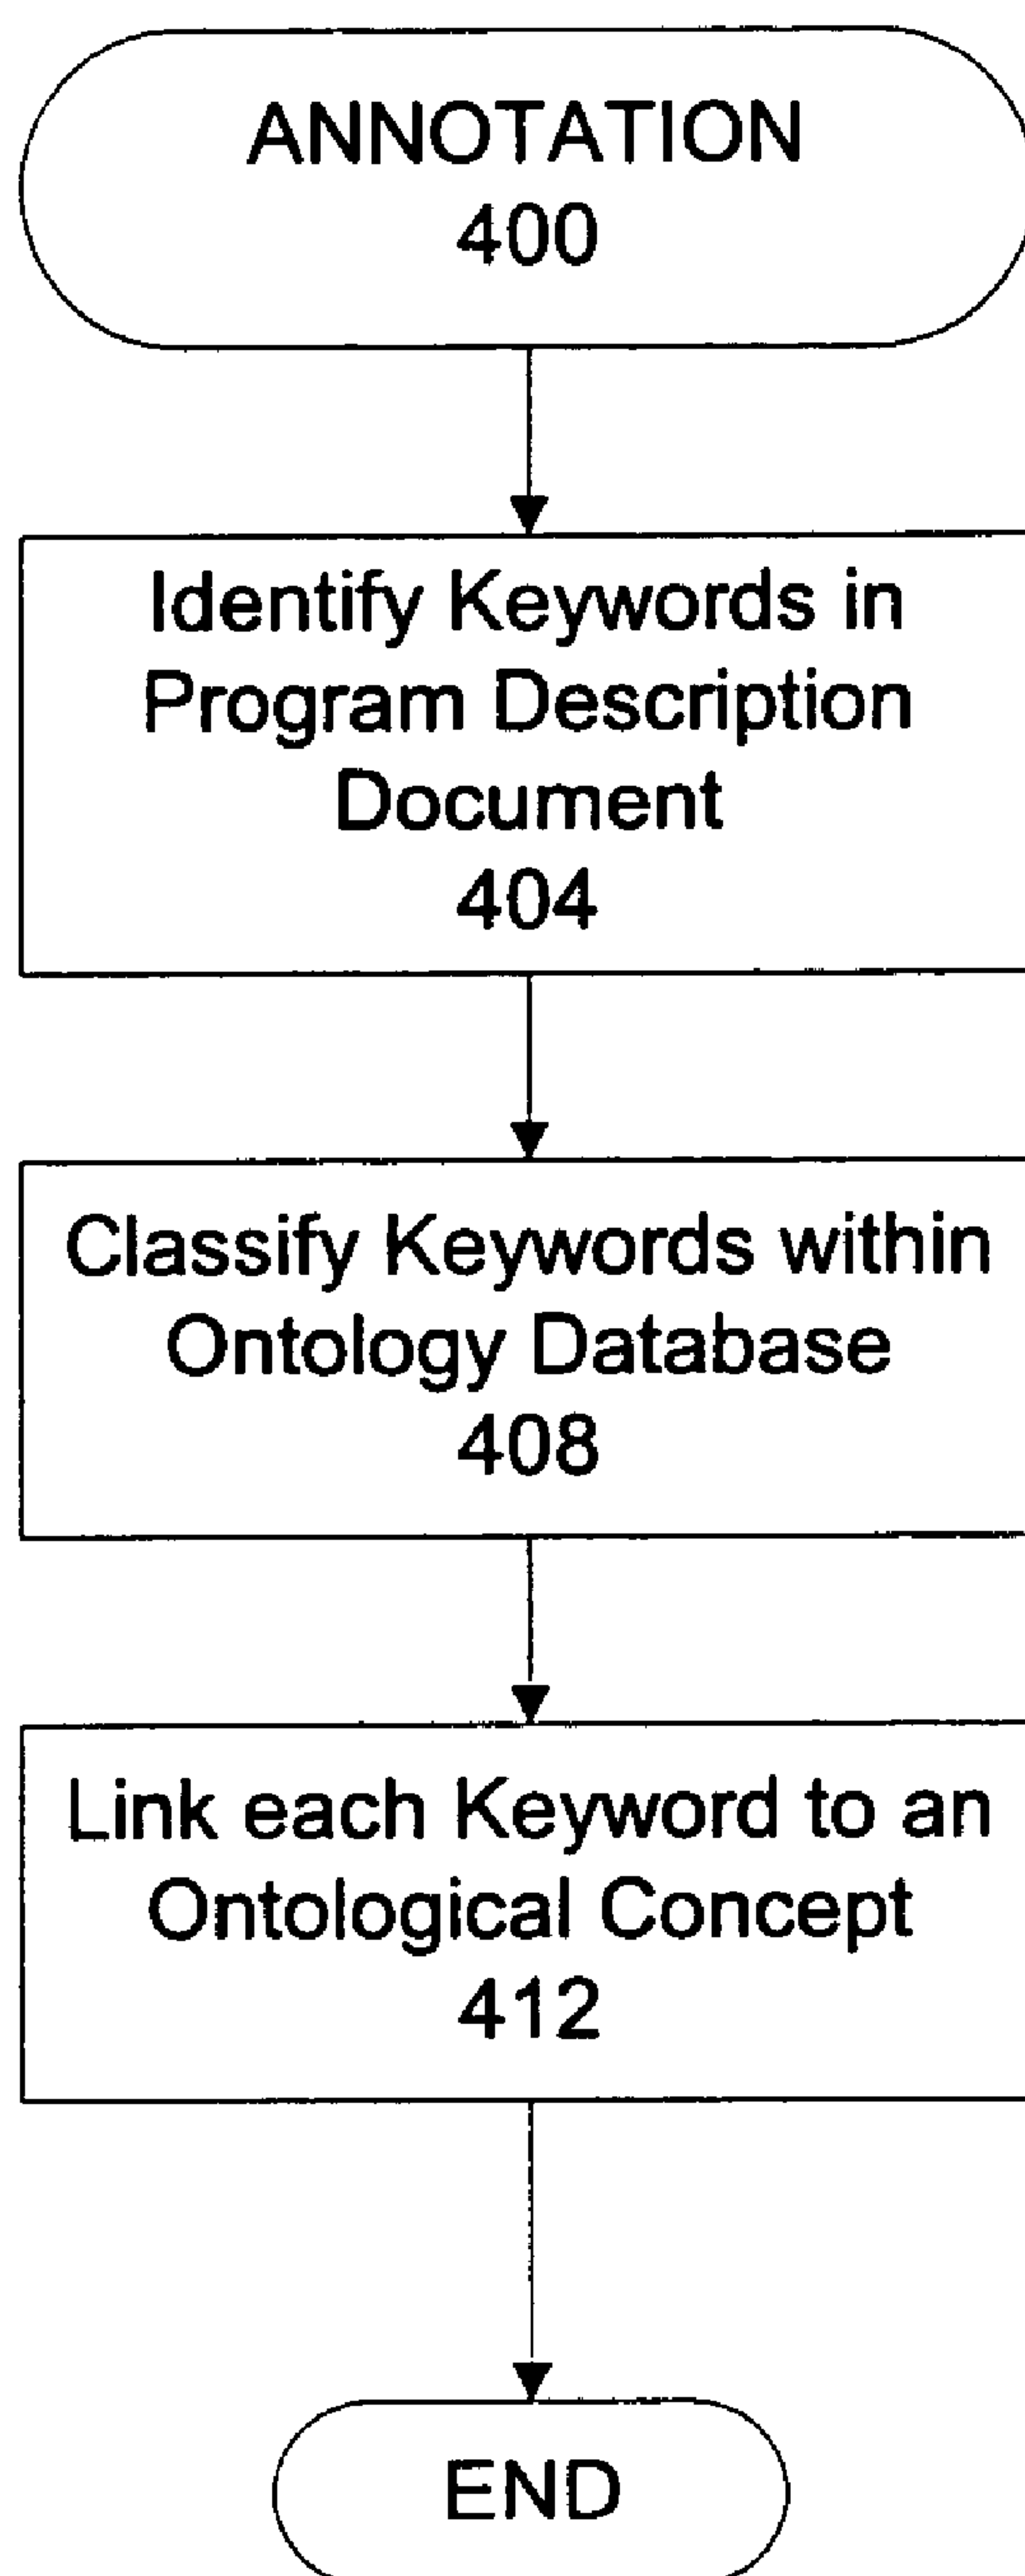 ANNOTATION
400
Identify Keywords in
Program Description
Document
404
Classify Keywords within
Ontology Database
408
Link each Keyword to an
Ontological Concept
412
END